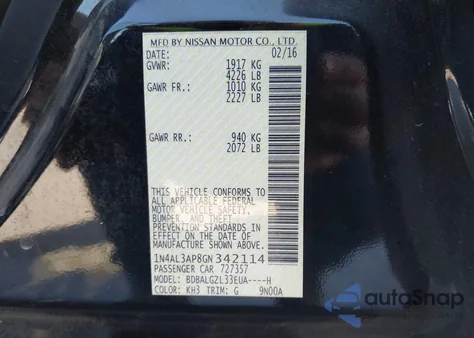 MFD BY NISSAN MOTOR CO., LTD.
DATE: 02/16
GVWR: 1917 KG
4226 LB
GAWR FR.: 1010 KG
2227 LB
GAWR RR.: 940 KG
2072 LB
THIS VEHICLE CONFORMS TO
ALL APPLICABLE FEDERAL
MOTOR VEHICLE SAFETY,
BUMPER, AND THEFT
PREVENTION STANDARDS
IN EFFECT ON THE DATE OF
MANUFACTURE SHOWN ABOVE.
1N4AL3AP8GN342114
PASSENGER CAR 727357
MODEL: BDBALGZL33EUA----H
COLOR: KH3 TRIM: G 9N00A
autoSnap